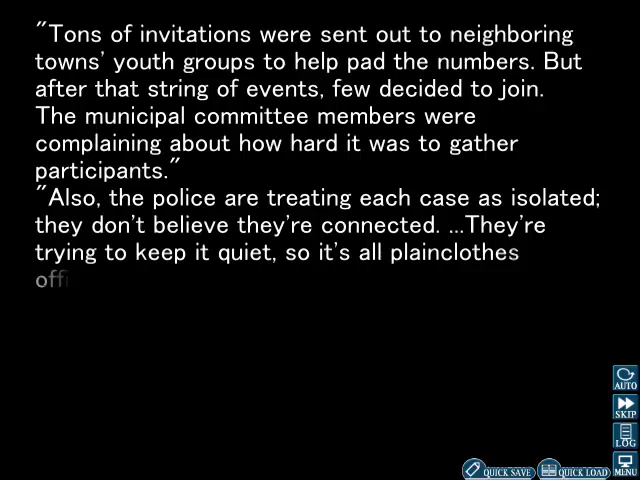 "Tons of invitations were sent out to neighboring
towns' youth groups to help pad the numbers. But
after that string of events, few decided to join.
The municipal committee members were
complaining about how hard it was to gather
participants."
"Also, the police are treating each case as isolated;
they don't believe they're connected. ...They're
trying to keep it quiet, so it's all plainclothes
offi
AUTO
SKIP
LOG
MENU
QUICK SAVE
QUICK LOAD